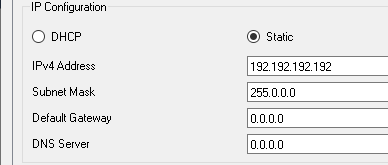 IP Configuration
DHCP Static
IPv4 Address 192.192.192.192
Subnet Mask 255.0.0.0
Default Gateway 0.0.0.0
DNS Server 0.0.0.0